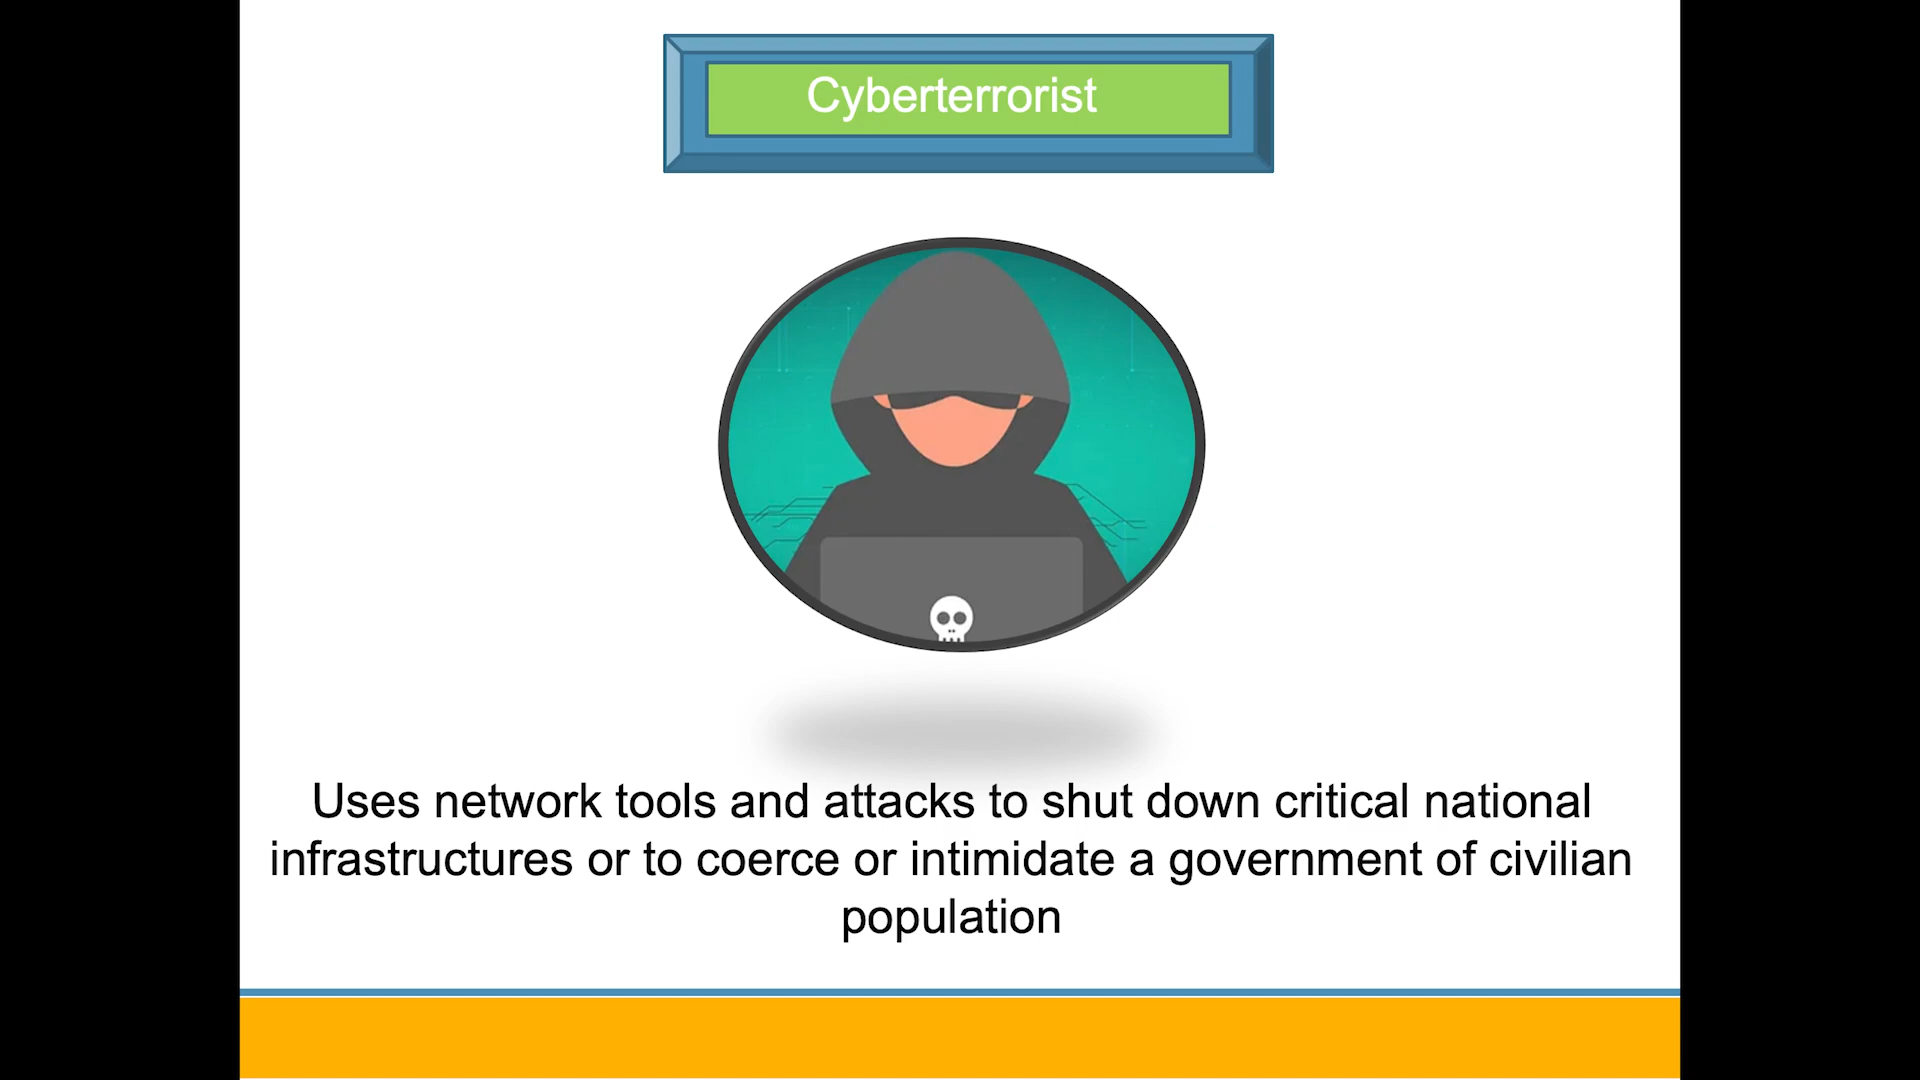 Cyberterrorist
Uses network tools and attacks to shut down critical national
infrastructures or to coerce or intimidate a government of civilian
population